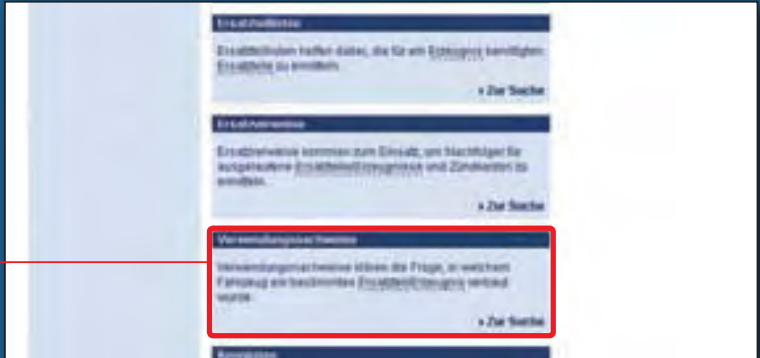 Ersatzteillisten
Ersatzteillisten helfen dabei, die für ein Erzeugnis benötigten
Ersatzteile zu ermitteln.
» Zur Suche
Ersatzverweise
Ersatzverweise kommen zum Einsatz, um Nachfolger für
ausgelaufene Ersatzteile/Erzeugnisse und Zündkerzen zu
ermitteln.
» Zur Suche
Verwendungsnachweise
Verwendungsnachweise klären die Frage, in welchem
Fahrzeug ein bestimmtes Ersatzteil/Erzeugnis verbaut
wurde.
» Zur Suche